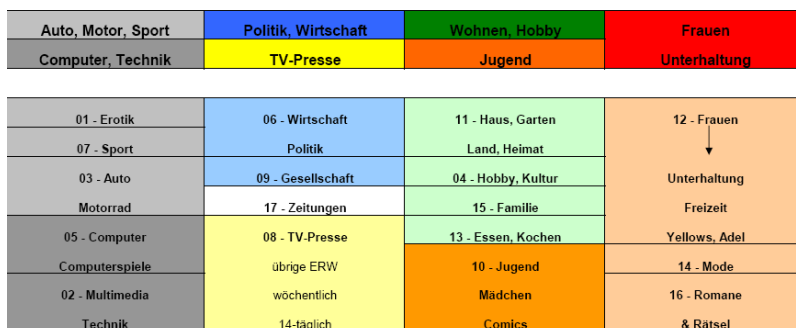 Auto, Motor, Sport Politik, Wirtschaft Wohnen, Hobby Frauen
Computer, Technik TV-Presse Jugend Unterhaltung
01 - Erotik 06 - Wirtschaft 11 - Haus, Garten 12 - Frauen
07 - Sport Politik Land, Heimat
03 - Auto 09 - Gesellschaft 04 - Hobby, Kultur Unterhaltung
Motorrad 17 - Zeitungen 15 - Familie Freizeit
05 - Computer 08 - TV-Presse 13 - Essen, Kochen Yellows, Adel
Computerspiele übrige ERW 10 - Jugend 14 - Mode
02 - Multimedia wöchentlich Mädchen 16 - Romane
Technik 14-täglich Comics & Rätsel